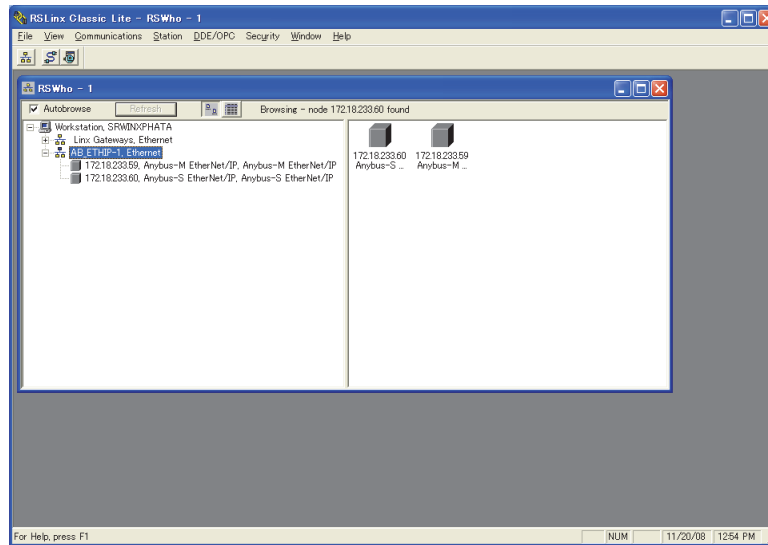 RSLinx Classic Lite - RSWho - 1
File View Communications Station DDE/OPC Security Window Help
RSWho - 1
Autobrowse Refresh Browsing - node 172.18.233.60 found
Workstation, SRWINXPHATA
Linx Gateways, Ethernet
AB_ETHIP-1, Ethernet
172.18.233.59, Anybus-M EtherNet/IP, Anybus-M EtherNet/IP
172.18.233.60, Anybus-S EtherNet/IP, Anybus-S EtherNet/IP
172.18.233.60 172.18.233.59
Anybus-S ... Anybus-M ...
For Help, press F1 NUM 11/20/08 12:54 PM